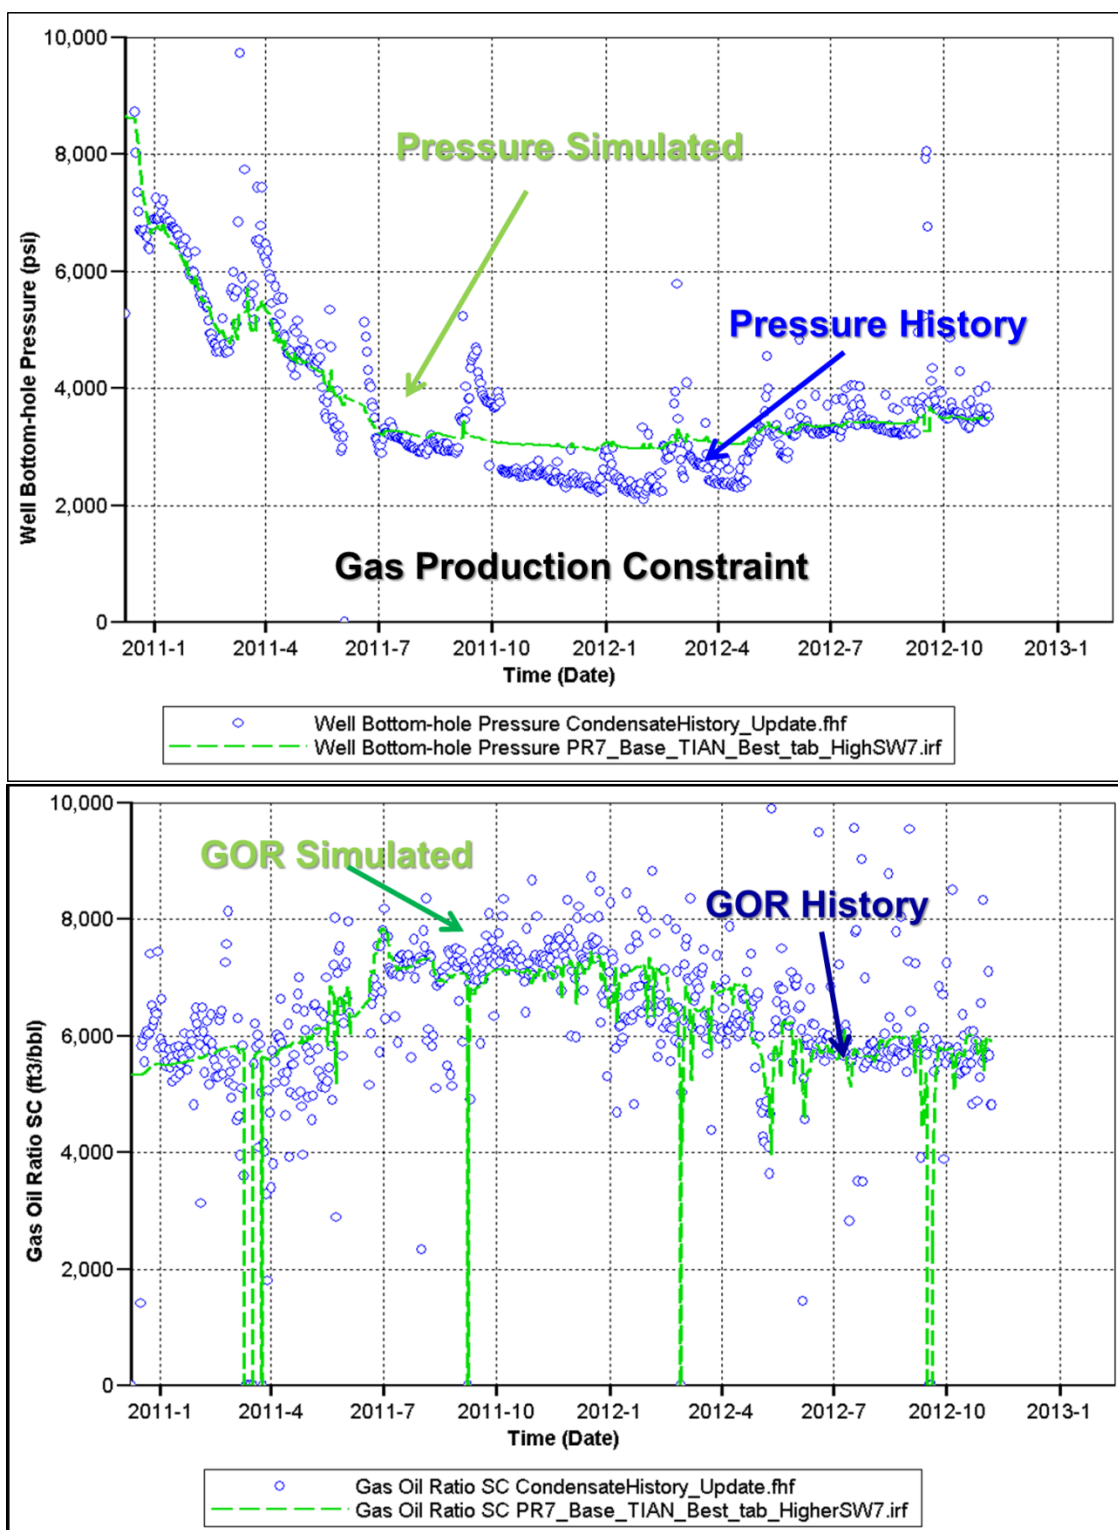 10,000
8,000
6,000
4,000
2,000
0
Well Bottom-hole Pressure (psi)
Pressure Simulated
Pressure History
Gas Production Constraint
2011-1 2011-4 2011-7 2011-10 2012-1 2012-4 2012-7 2012-10 2013-1
Time (Date)
Well Bottom-hole Pressure CondensateHistory_Update.fhf
Well Bottom-hole Pressure PR7_Base_TIAN_Best_tab_HighSW7.irf
10,000
8,000
6,000
4,000
2,000
0
Gas Oil Ratio SC (ft3/bbl)
GOR Simulated
GOR History
2011-1 2011-4 2011-7 2011-10 2012-1 2012-4 2012-7 2012-10 2013-1
Time (Date)
Gas Oil Ratio SC CondensateHistory_Update.fhf
Gas Oil Ratio SC PR7_Base_TIAN_Best_tab_HigherSW7.irf